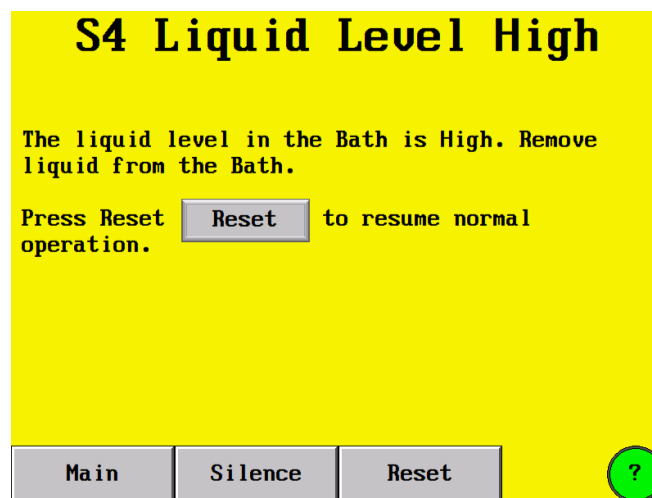 S4 Liquid Level High
The liquid level in the Bath is High. Remove
liquid from the Bath.
Press Reset Reset to resume normal
operation.
Main Silence Reset ?